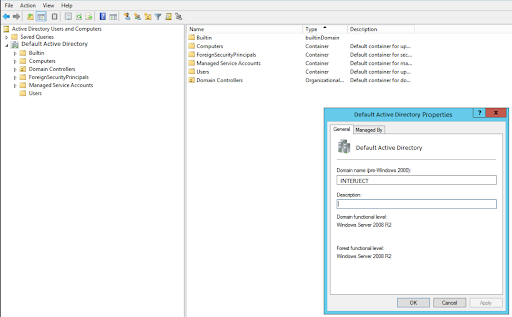 File Action View Help
Active Directory Users and Computers
Saved Queries
Default Active Directory
Builtin
Computers
Domain Controllers
ForeignSecurityPrincipals
Managed Service Accounts
Users
Name Type Description
Builtin builtinDomain
Computers Container Default container for up...
ForeignSecurityPrincipals Container Default container for sec...
Managed Service Accounts Container Default container for ma...
Users Container Default container for up...
Domain Controllers Organizational... Default container for do...
Default Active Directory Properties
? x
General Managed By
Default Active Directory
Domain name (pre-Windows 2000):
INTERJECT
Description:
Domain functional level:
Windows Server 2008 R2
Forest functional level:
Windows Server 2008 R2
OK Cancel Apply